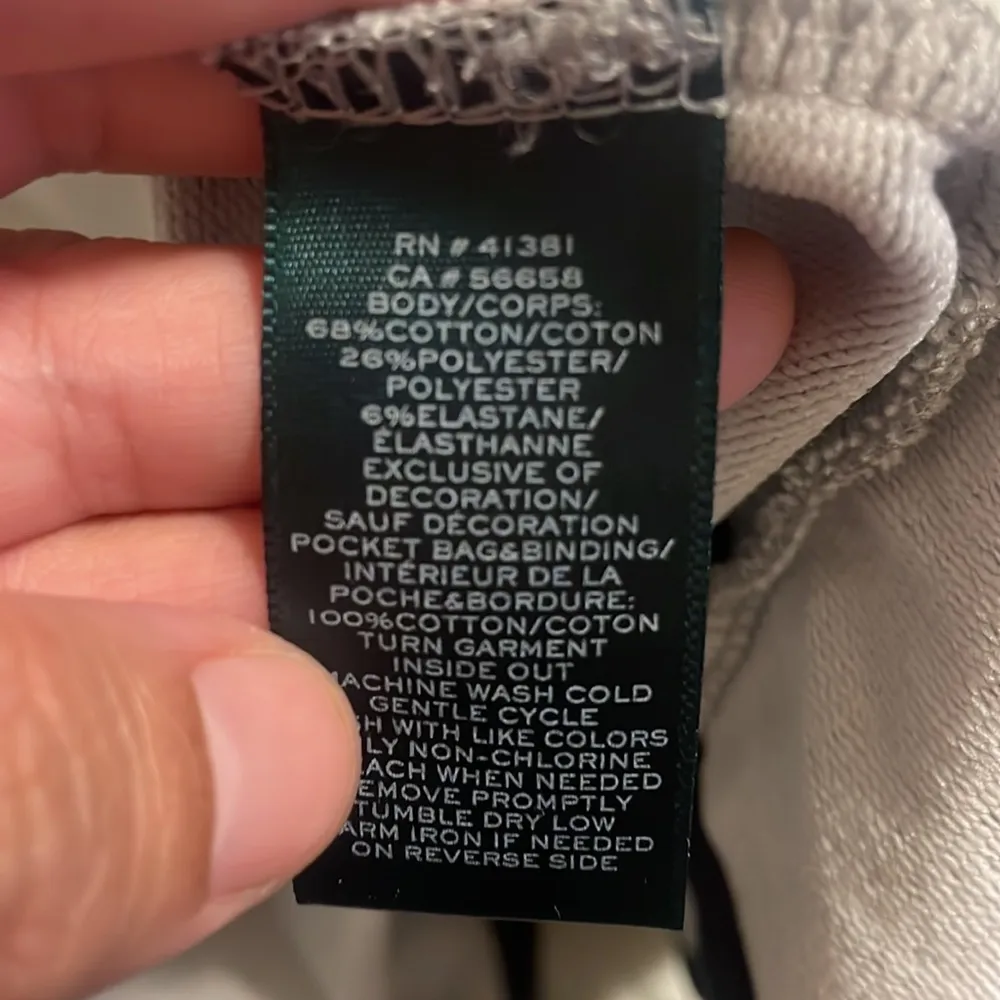 RN # 41381
CA # 56658
BODY/CORPS:
68%COTTON/COTON
26%POLYESTER/
POLYESTER
6%ELASTANE/
ÉLASTHANNE
EXCLUSIVE OF
DECORATION/
SAUF DÉCORATION
POCKET BAG&BINDING/
INTÉRIEUR DE LA
POCHE&BORDURE:
100%COTTON/COTON
TURN GARMENT
INSIDE OUT
MACHINE WASH COLD
GENTLE CYCLE
WITH LIKE COLORS
NON-CHLORINE
WHEN NEEDED
PROMPTLY
TUMBLE DRY LOW
IRON IF NEEDED
ON REVERSE SIDE